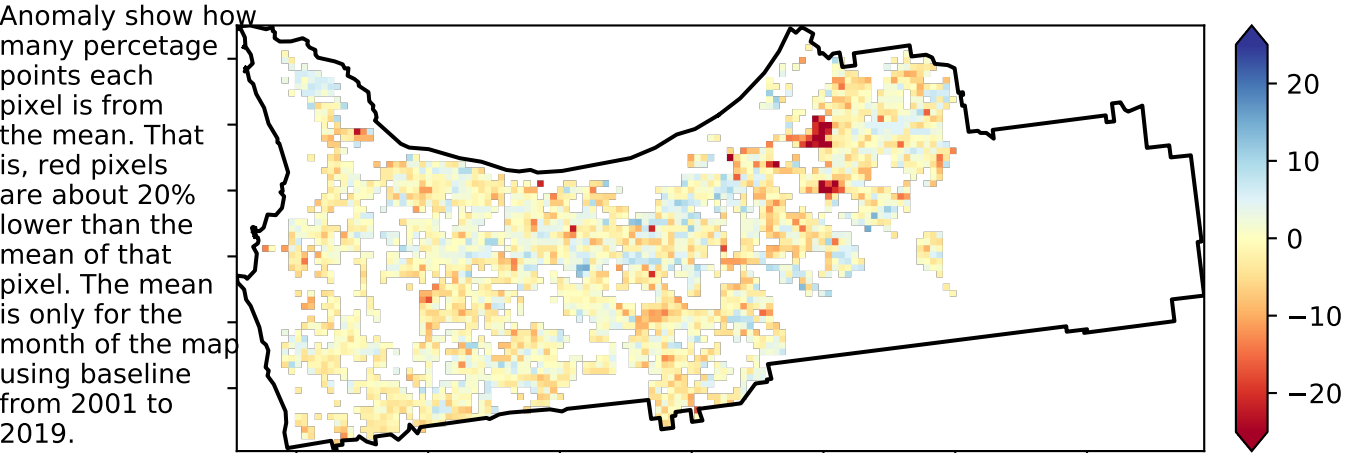 Anomaly show how
many percetage
points each
pixel is from
the mean. That
is, red pixels
are about 20%
lower than the
mean of that
pixel. The mean
is only for the
month of the map
using baseline
from 2001 to
2019.
20
10
0
−10
−20